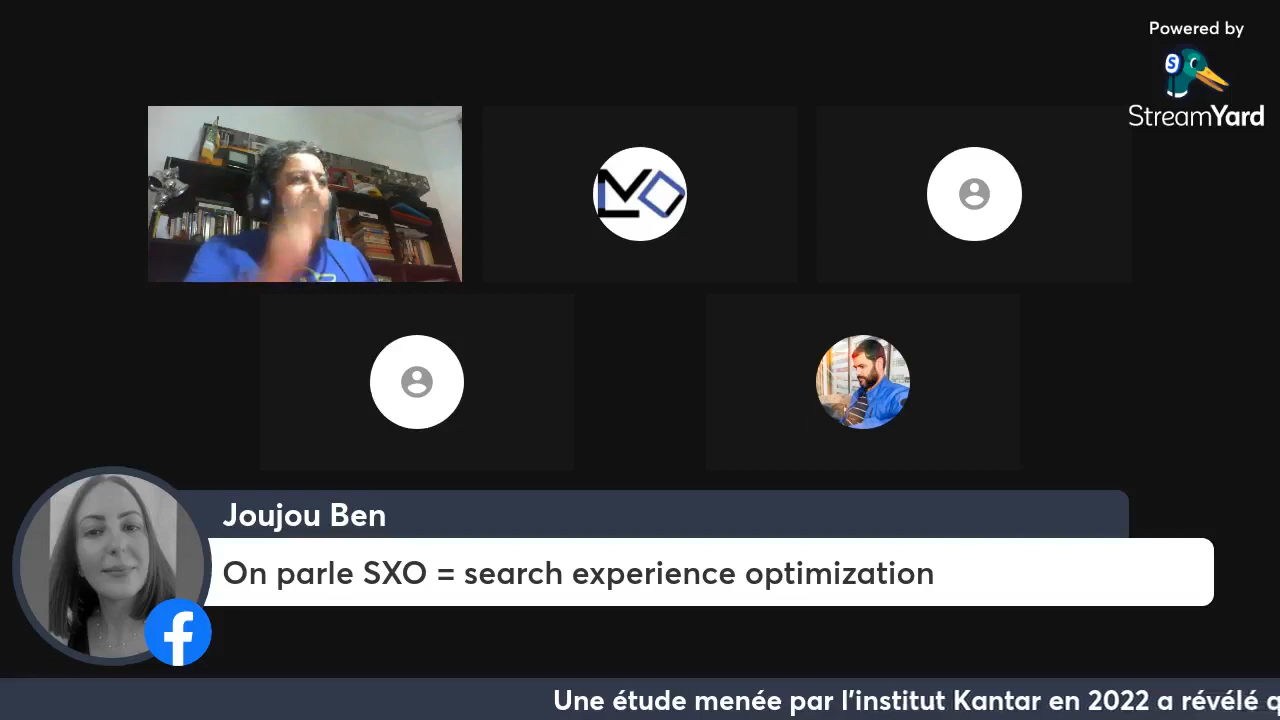 Powered by
S
StreamYard
Joujou Ben
On parle SXO = search experience optimization
Une étude menée par l'institut Kantar en 2022 a révélé